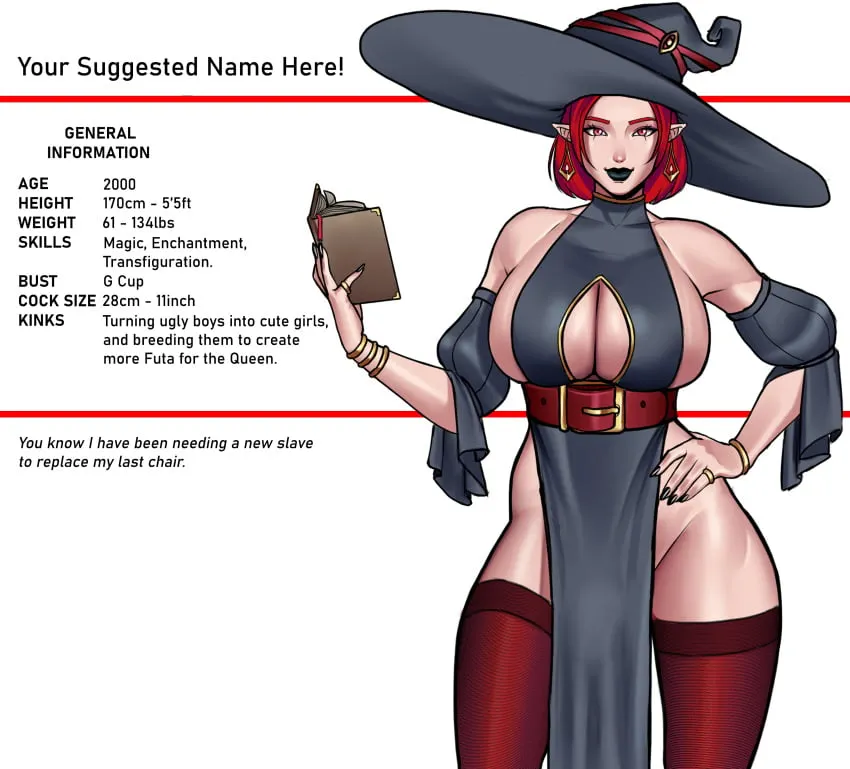 Your Suggested Name Here!
GENERAL
INFORMATION
AGE 2000
HEIGHT 170cm - 5'5ft
WEIGHT 61 - 134lbs
SKILLS Magic, Enchantment,
Transfiguration.
BUST G Cup
COCK SIZE 28cm - 11inch
KINKS Turning ugly boys into cute girls,
and breeding them to create
more Futa for the Queen.
You know I have been needing a new slave
to replace my last chair.